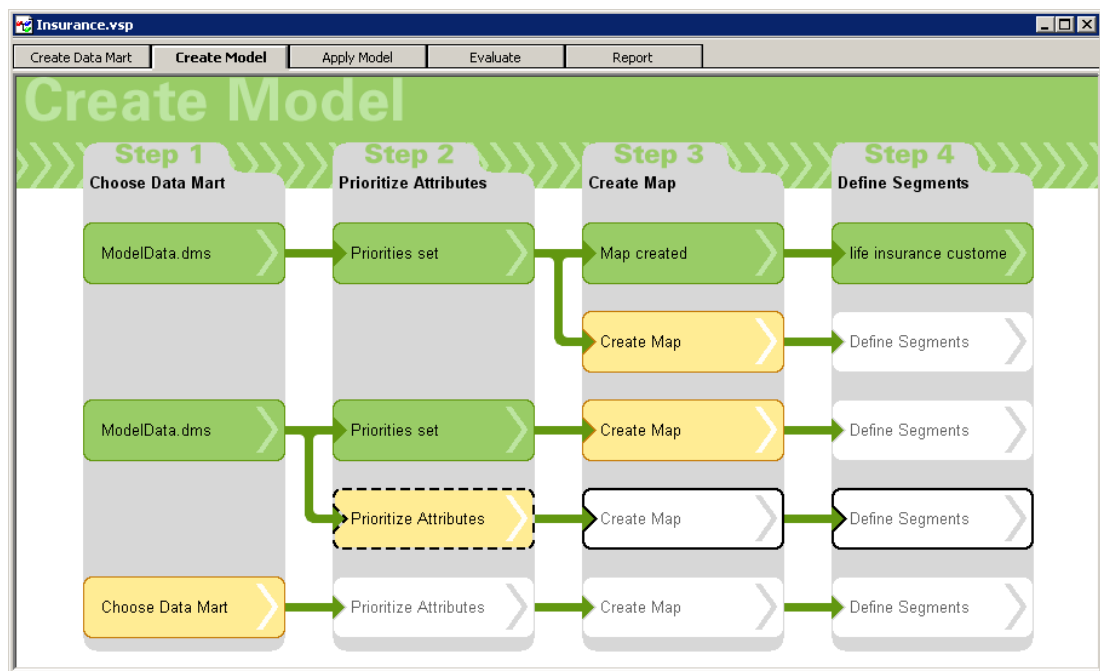 Insurance.vsp
Create Data Mart Create Model Apply Model Evaluate Report
Create Model
Step 1 Step 2 Step 3 Step 4
Choose Data Mart Prioritize Attributes Create Map Define Segments
ModelData.dms Priorities set Map created life insurance custome
Create Map Define Segments
ModelData.dms Priorities set Create Map Define Segments
Prioritize Attributes Create Map Define Segments
Choose Data Mart Prioritize Attributes Create Map Define Segments